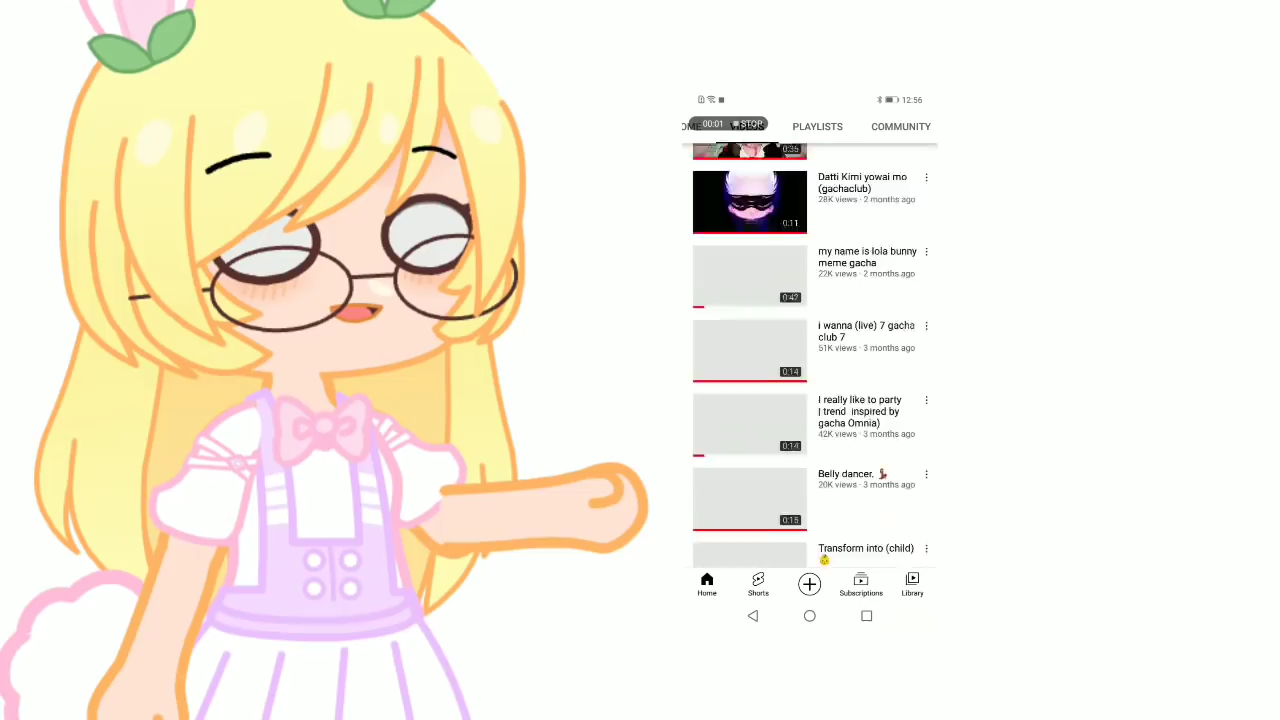 12:56
00:01 STOP
OME VIDEOS PLAYLISTS COMMUNITY
0:35
Datti Kimi yowai mo
(gachaclub)
28K views · 2 months ago
0:11
my name is lola bunny
meme gacha
22K views · 2 months ago
0:42
i wanna (live) 7 gacha
club 7
51K views · 3 months ago
0:14
I really like to party
| trend inspired by
gacha Omnia)
42K views · 3 months ago
0:14
Belly dancer. 💃🏾
20K views · 3 months ago
0:15
Transform into (child)
👶
Home Shorts Subscriptions Library